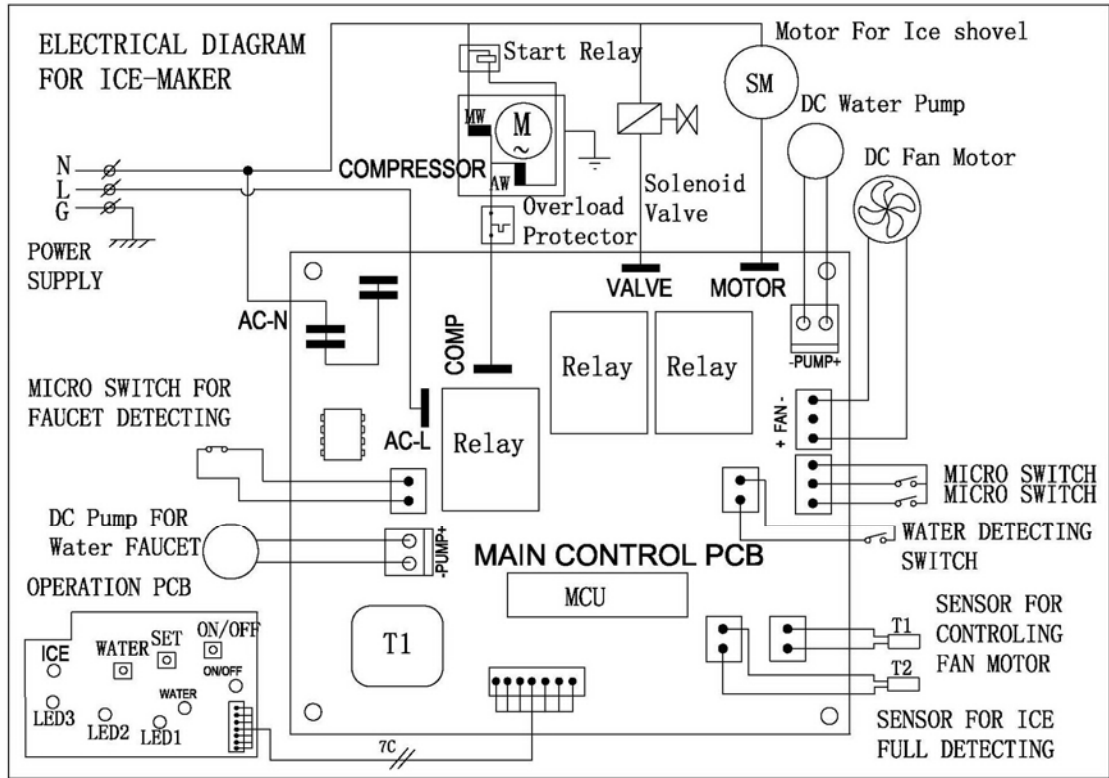 ELECTRICAL DIAGRAM
FOR ICE-MAKER
Start Relay
Motor For Ice shovel
SM
DC Water Pump
DC Fan Motor
MW
M
~
AW
COMPRESSOR
N
L
G
POWER
SUPPLY
Overload
Protector
Solenoid
Valve
VALVE
MOTOR
AC-N
COMP
AC-L
Relay
Relay
Relay
-PUMP+
+ FAN -
MICRO SWITCH FOR
FAUCET DETECTING
MICRO SWITCH
MICRO SWITCH
WATER DETECTING
SWITCH
DC Pump FOR
Water FAUCET
-PUMP+
MAIN CONTROL PCB
MCU
T1
OPERATION PCB
ICE
WATER
SET
ON/OFF
ON/OFF
WATER
LED3
LED2
LED1
7C
T1
T2
SENSOR FOR
CONTROLING
FAN MOTOR
SENSOR FOR ICE
FULL DETECTING